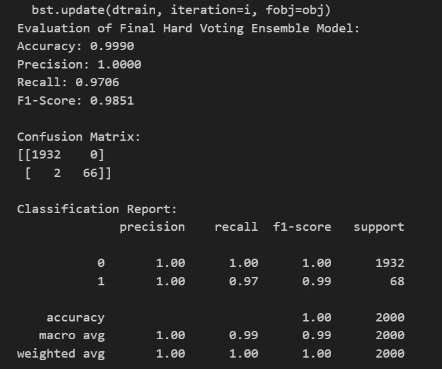 bst.update(dtrain, iteration=i, fobj=obj)
Evaluation of Final Hard Voting Ensemble Model:
Accuracy: 0.9990
Precision: 1.0000
Recall: 0.9706
F1-Score: 0.9851
Confusion Matrix:
[[1932    0]
 [   2   66]]
Classification Report:
              precision    recall  f1-score   support
           0       1.00      1.00      1.00      1932
           1       1.00      0.97      0.99        68
    accuracy                           1.00      2000
   macro avg       1.00      0.99      0.99      2000
weighted avg       1.00      1.00      1.00      2000